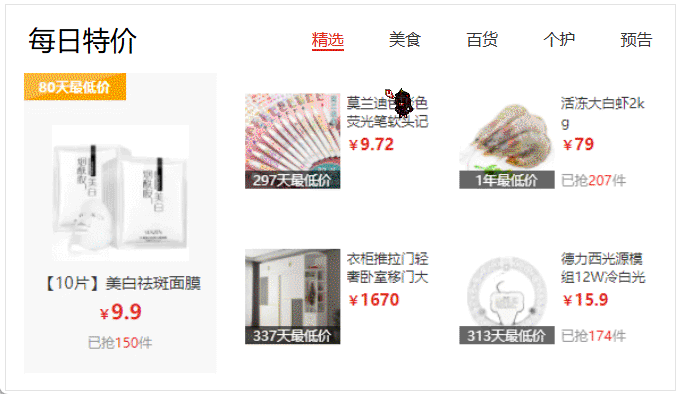 每日特价
精选 美食 百货 个护 预告
80天最低价
美白
【10片】美白祛斑面膜
￥9.9
已抢150件
莫兰迪色 色
荧光笔软头记
￥9.72
297天最低价
活冻大白虾2k
g
￥79
已抢207件
1年最低价
衣柜推拉门轻
奢卧室移门大
￥1670
337天最低价
德力西光源模
组12W冷白光
￥15.9
已抢174件
313天最低价